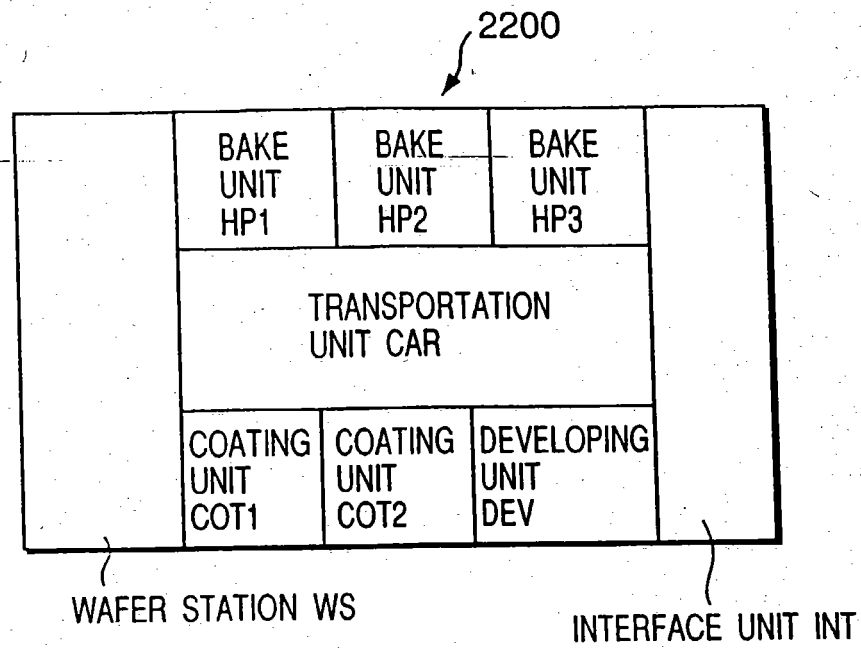 2200
BAKE
UNIT
HP1
BAKE
UNIT
HP2
BAKE
UNIT
HP3
TRANSPORTATION
UNIT CAR
COATING
UNIT
COT1
COATING
UNIT
COT2
DEVELOPING
UNIT
DEV
WAFER STATION WS
INTERFACE UNIT INT